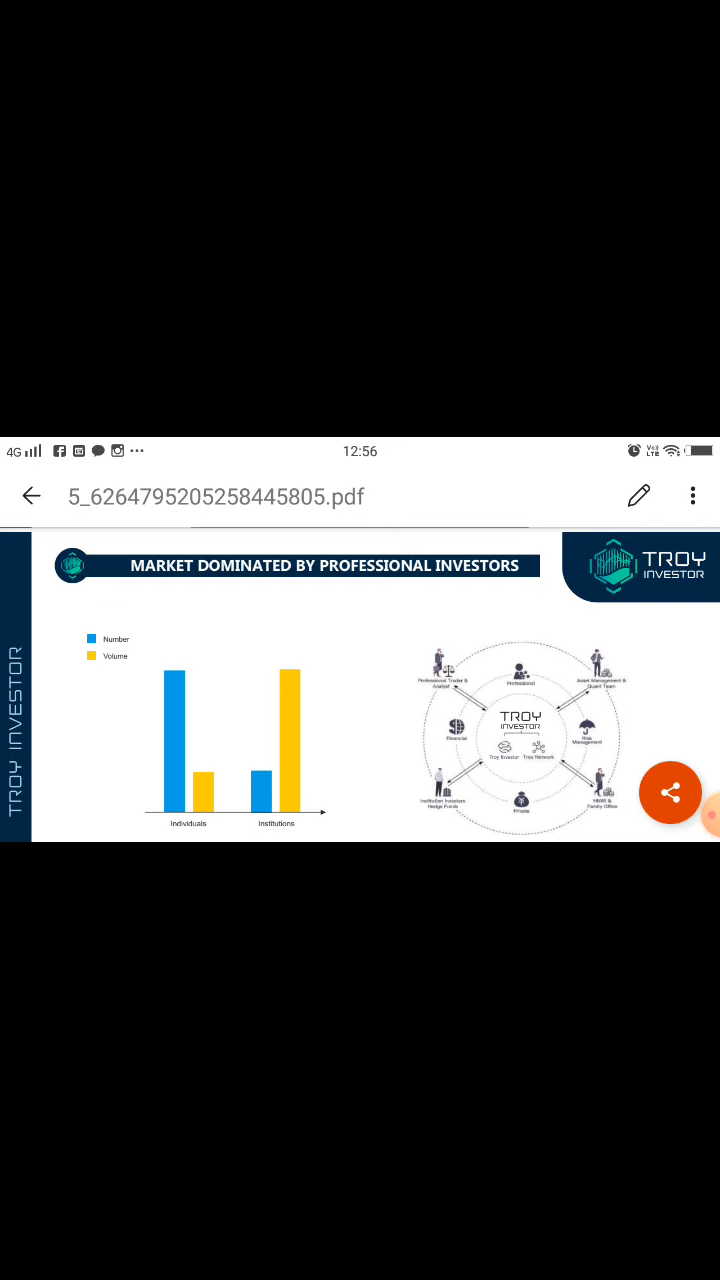 4G
12:56
Vo))
LTE
5_6264795205258445805.pdf
MARKET DOMINATED BY PROFESSIONAL INVESTORS
TROY
INVESTOR
TROY INVESTOR
Number
Volume
Individuals
Institutions
Professional Trader &
Analyst
Professional
Asset Management &
Quant Team
Financial
TROY
INVESTOR
Troy Investor
Troy Network
Risk
Management
Institution Investors
Hedge Funds
Private
HNWI &
Family Office